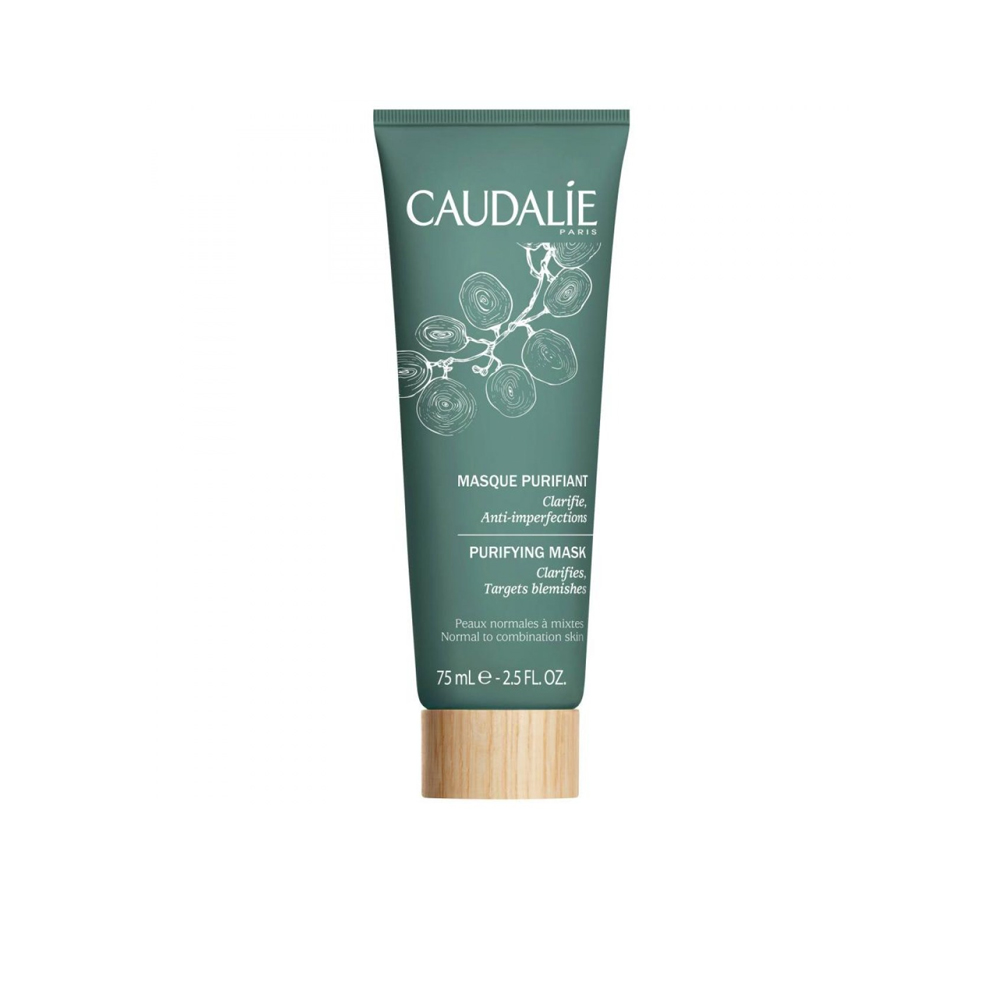 CAUDALÍE
PARIS
MASQUE PURIFIANT
Clarifie,
Anti-imperfections
PURIFYING MASK
Clarifies,
Targets blemishes
Peaux normales à mixtes
Normal to combination skin
75 mL ℮ - 2.5 FL. OZ.